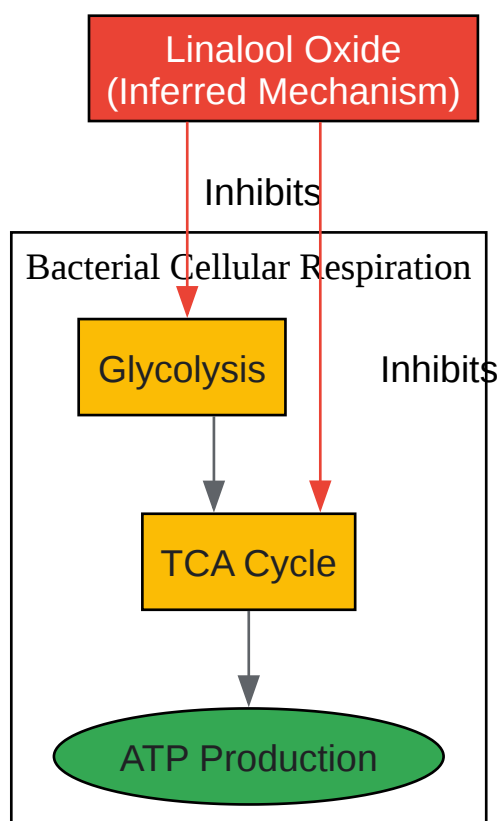 Linalool Oxide
(Inferred Mechanism)
Inhibits
Bacterial Cellular Respiration
Glycolysis
Inhibits
TCA Cycle
ATP Production